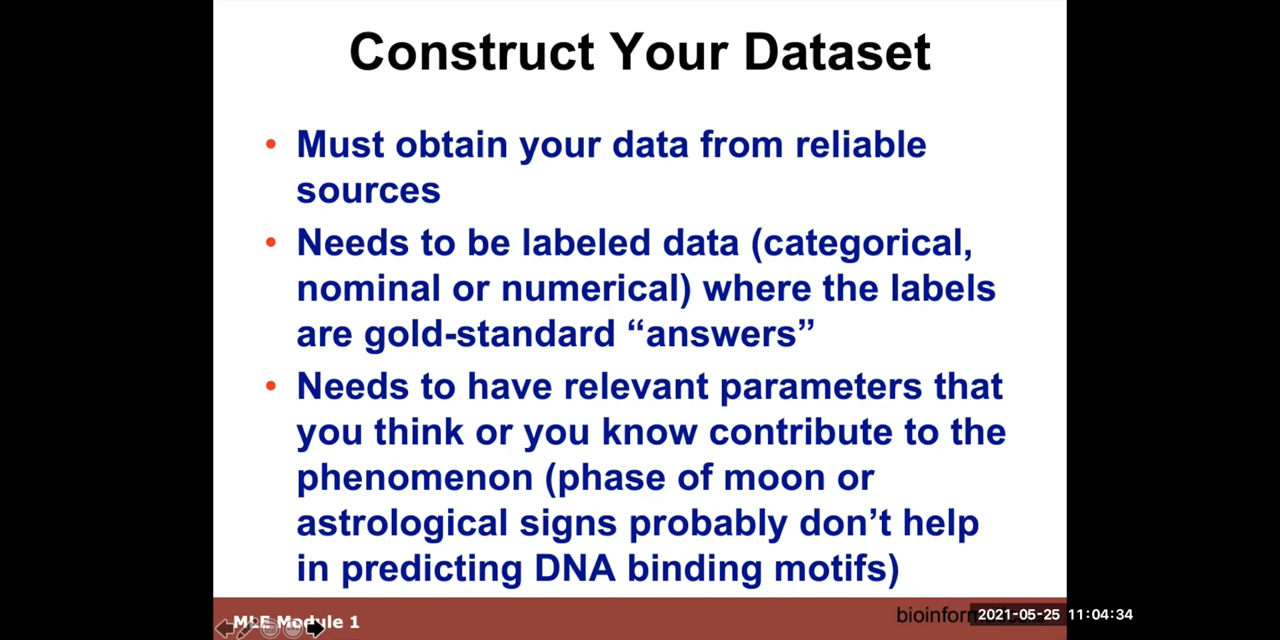 Construct Your Dataset
• Must obtain your data from reliable
sources
• Needs to be labeled data (categorical,
nominal or numerical) where the labels
are gold-standard “answers”
• Needs to have relevant parameters that
you think or you know contribute to the
phenomenon (phase of moon or
astrological signs probably don’t help
in predicting DNA binding motifs)
MLE Module 1
2021-05-25 11:04:34